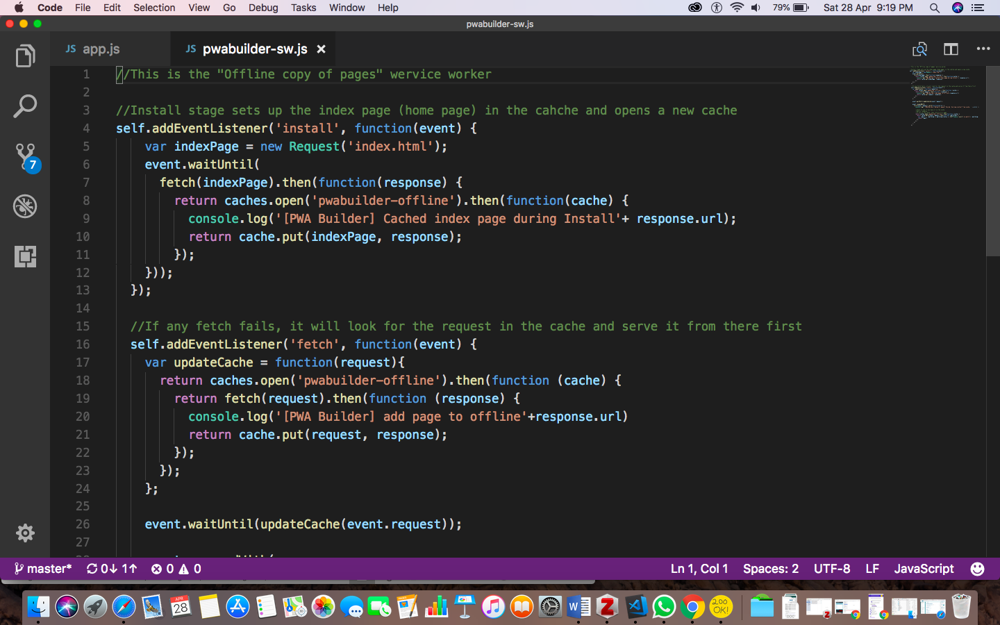 Code File Edit Selection View Go Debug Tasks Window Help 79% Sat 28 Apr 9:19 PM
pwabuilder-sw.js
JS app.js JS pwabuilder-sw.js ×
1 //This is the "Offline copy of pages" wervice worker
2
3 //Install stage sets up the index page (home page) in the cahche and opens a new cache
4 self.addEventListener('install', function(event) {
5 var indexPage = new Request('index.html');
6 event.waitUntil(
7 fetch(indexPage).then(function(response) {
8 return caches.open('pwabuilder-offline').then(function(cache) {
9 console.log('[PWA Builder] Cached index page during Install'+ response.url);
10 return cache.put(indexPage, response);
11 });
12 }));
13 });
14
15 //If any fetch fails, it will look for the request in the cache and serve it from there first
16 self.addEventListener('fetch', function(event) {
17 var updateCache = function(request){
18 return caches.open('pwabuilder-offline').then(function (cache) {
19 return fetch(request).then(function (response) {
20 console.log('[PWA Builder] add page to offline'+response.url)
21 return cache.put(request, response);
22 });
23 });
24 };
25
26 event.waitUntil(updateCache(event.request));
27
7
master* 0↓ 1↑ 0 0 Ln 1, Col 1 Spaces: 2 UTF-8 LF JavaScript
APR
28
W
Z
200
OK!